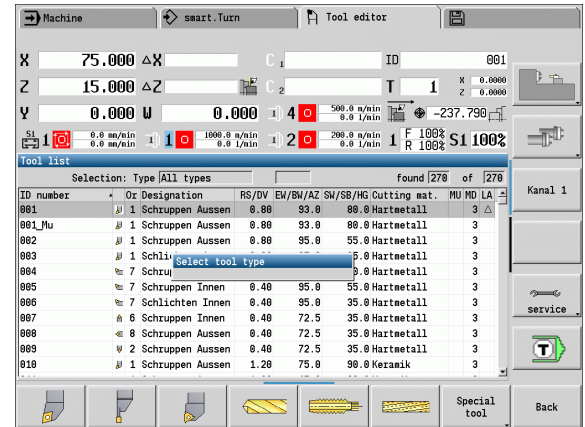 Machine smart.Turn Tool editor
X 75.000 ΔX C 1 ID 001
Z 15.000 ΔZ C 2 T 1 X 0.0000
Z 0.0000
Y 0.000 W 0.000 4 0 500.0 m/min
0.0 1/min -237.790
S1 1 0.0 mm/min
0.0 mm/min 1 0 1000.0 m/min
0.0 1/min 2 0 200.0 m/min
0.0 1/min 1 F 100%
R 100% S1 100%
Tool list
Selection: Type All types found 270 of 270
ID number Or Designation RS/DV EW/BW/AZ SW/SB/HG Cutting mat. MU MD LA
001 1 Schruppen Aussen 0.80 93.0 80.0 Hartmetall 3 △
001_Mu 1 Schruppen Aussen 0.80 93.0 80.0 Hartmetall 3
002 1 Schruppen Aussen 0.80 95.0 55.0 Hartmetall 3
003 1 Schli 5.0 Hartmetall 3
Select tool type
004 7 Schru .0 Hartmetall 3
005 7 Schruppen Innen 0.40 95.0 55.0 Hartmetall 3
006 7 Schlichten Innen 0.40 95.0 35.0 Hartmetall 3
007 6 Schruppen Innen 0.40 72.5 35.0 Hartmetall 3
008 8 Schruppen Aussen 0.40 72.5 35.0 Hartmetall 3
009 2 Schruppen Aussen 0.40 72.5 35.0 Hartmetall 3
010 1 Schruppen Aussen 1.20 75.0 90.0 Keramik 3
Kanal 1
service
T
Special
tool
Back